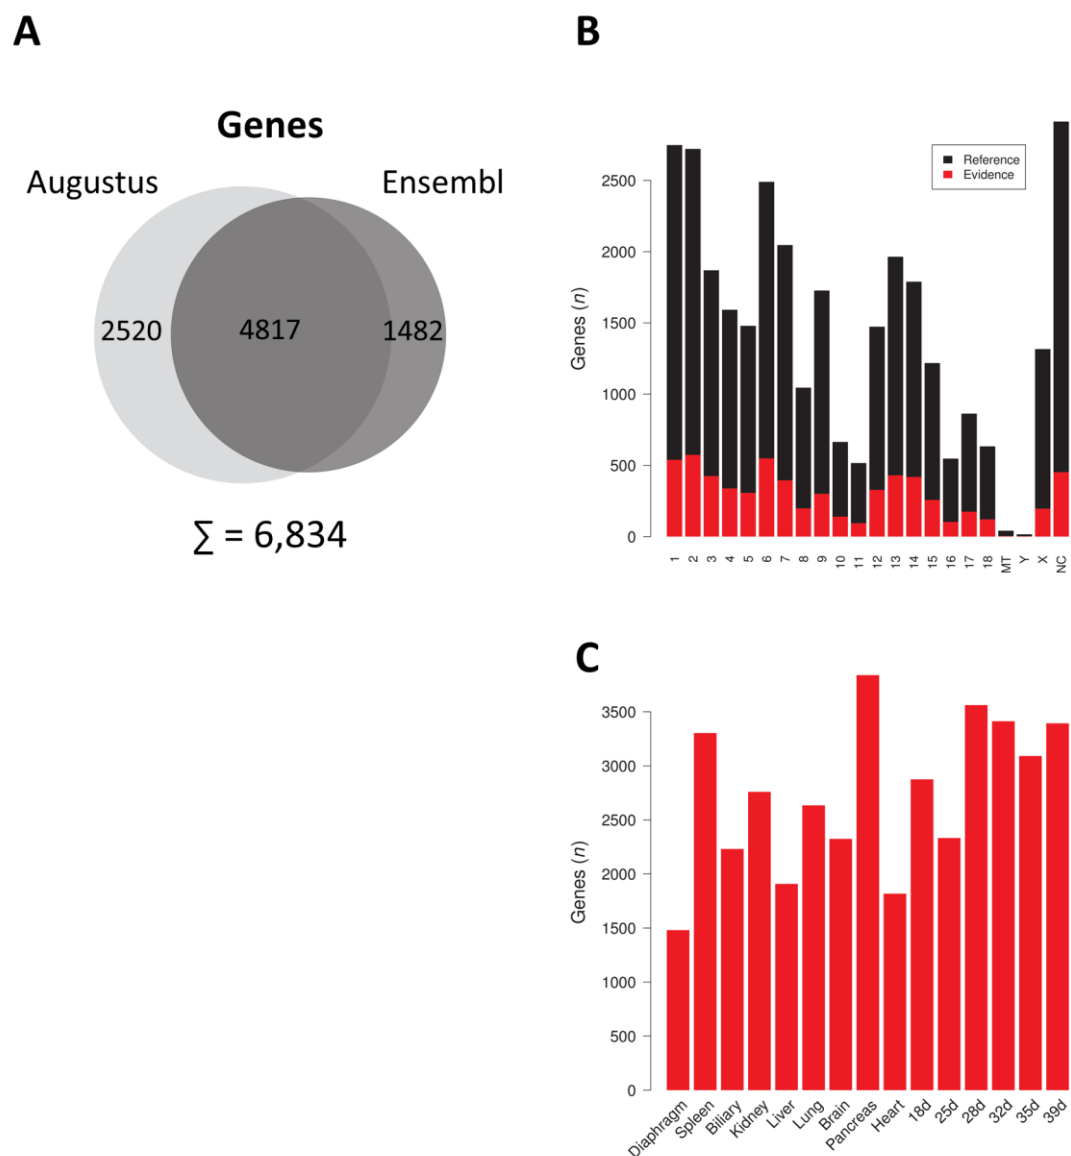 A
Genes
Augustus
Ensembl
2520
4817
1482
∑ = 6,834
B
Reference
Evidence
Genes (n)
2500
2000
1500
1000
500
0
1 2 3 4 5 6 7 8 9 10 11 12 13 14 15 16 17 18 MT Y X NC
C
Genes (n)
3500
3000
2500
2000
1500
1000
500
0
Diaphragm Spleen Biliary Kidney Liver Lung Brain Pancreas Heart 18d 25d 28d 32d 35d 39d